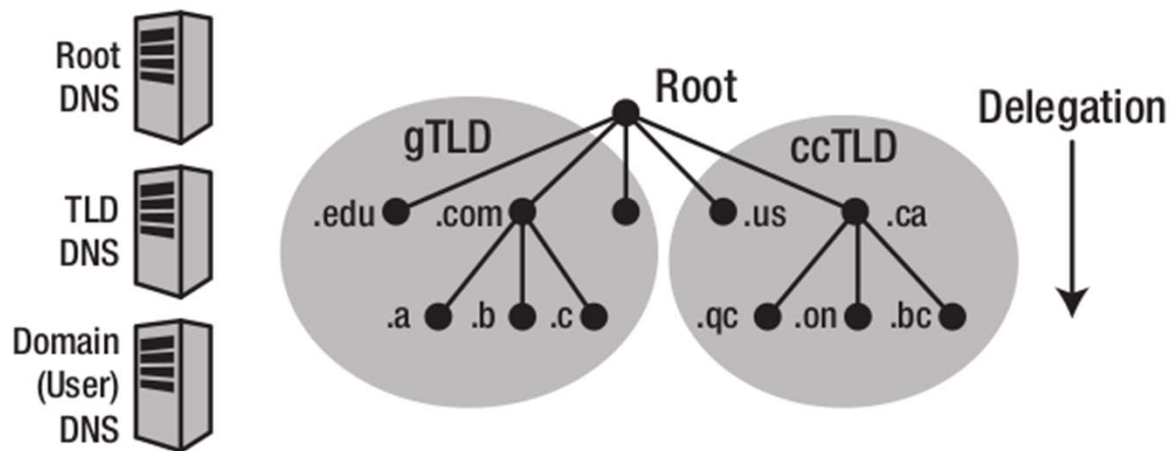 Root
DNS
TLD
DNS
Domain
(User)
DNS
Root
gTLD
ccTLD
.edu
.com
.us
.ca
.a
.b
.c
.qc
.on
.bc
Delegation